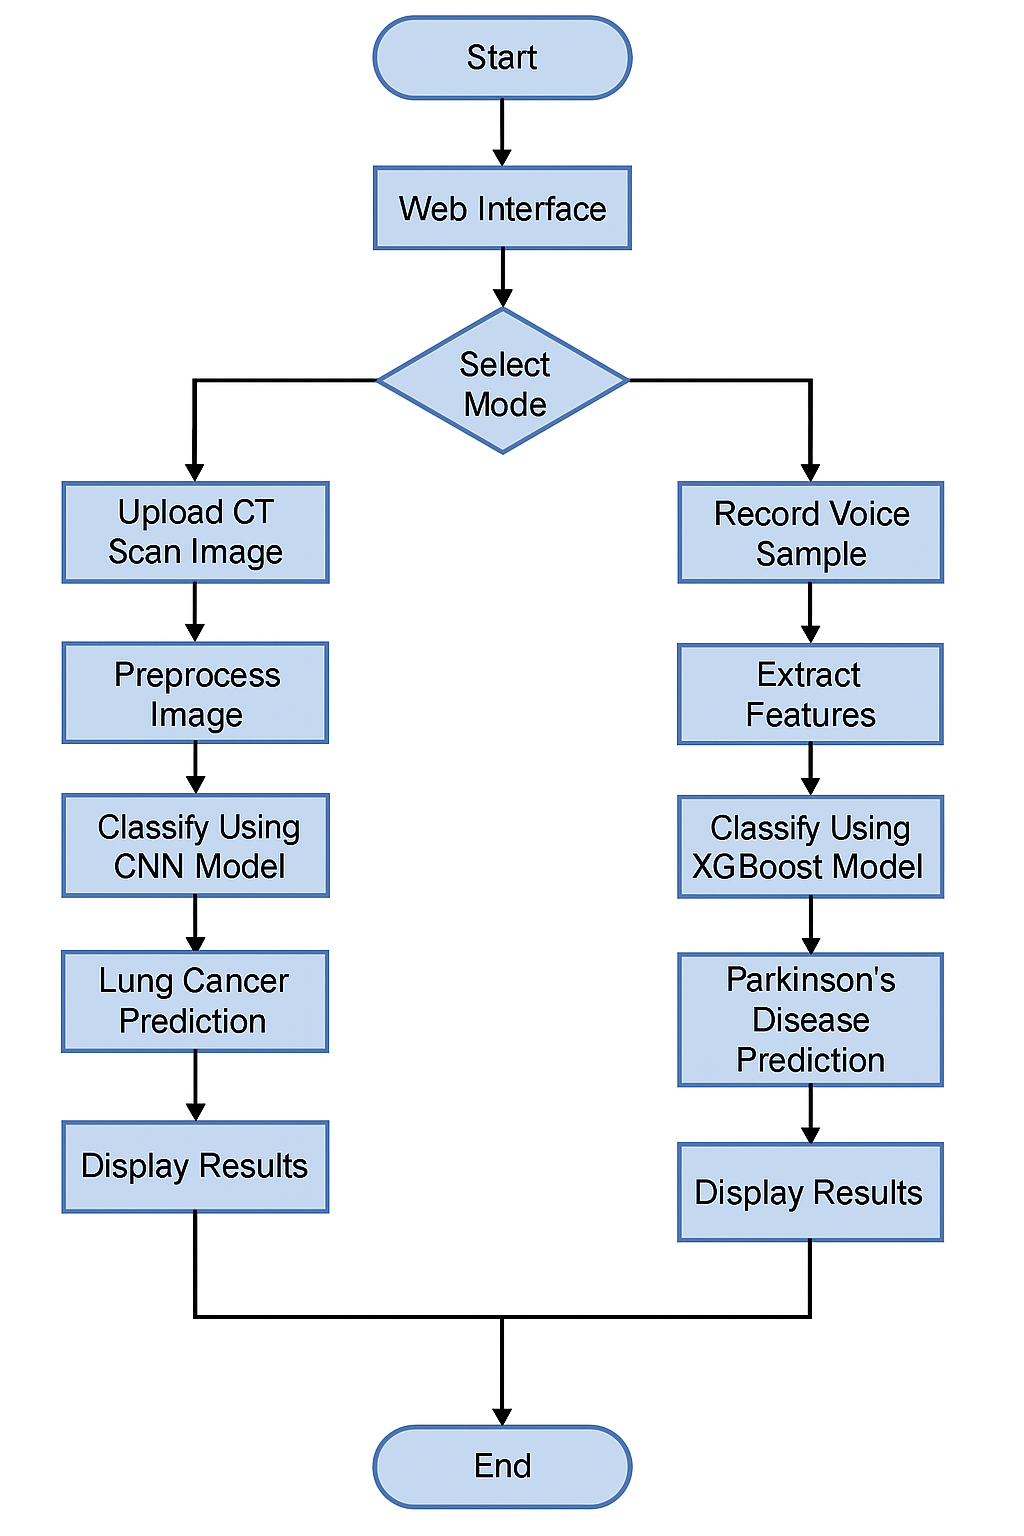 Start
Web Interface
Select
Mode
Upload CT
Scan Image
Preprocess
Image
Classify Using
CNN Model
Lung Cancer
Prediction
Display Results
Record Voice
Sample
Extract
Features
Classify Using
XGBoost Model
Parkinson's
Disease
Prediction
Display Results
End